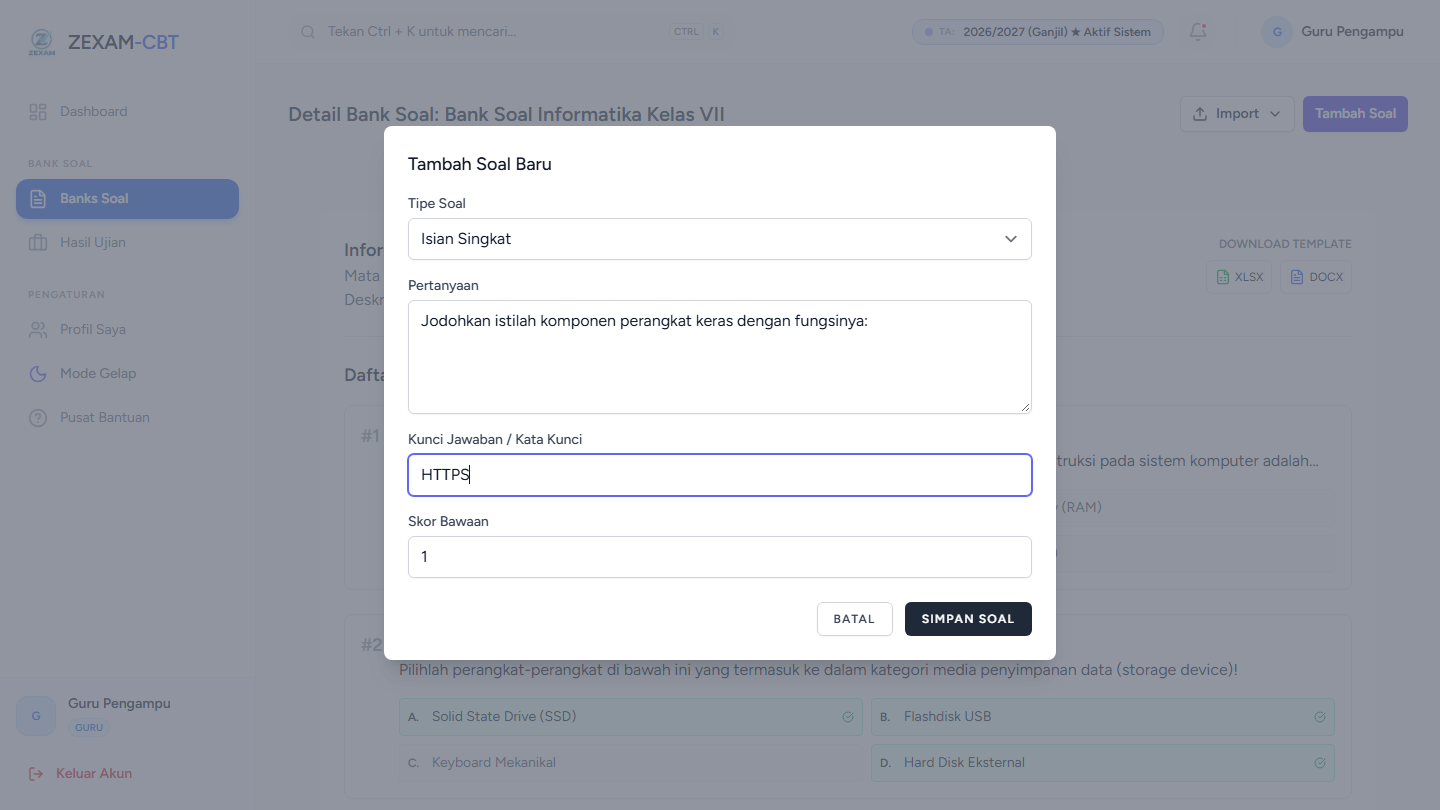 ZEXAM
ZEXAM-CBT
Tekan Ctrl + K untuk mencari...
CTRL K
TA: 2026/2027 (Ganjil) ★ Aktif Sistem
G Guru Pengampu
Dashboard
BANK SOAL
Banks Soal
Hasil Ujian
PENGATURAN
Profil Saya
Mode Gelap
Pusat Bantuan
G
Guru Pengampu
GURU
Keluar Akun
Detail Bank Soal: Bank Soal Informatika Kelas VII
Import
Tambah Soal
Infor
Mata
Deskr
DOWNLOAD TEMPLATE
XLSX
DOCX
Dafta
#1
truksi pada sistem komputer adalah...
(RAM)
Tambah Soal Baru
Tipe Soal
Isian Singkat
Pertanyaan
Jodohkan istilah komponen perangkat keras dengan fungsinya:
Kunci Jawaban / Kata Kunci
HTTPS
Skor Bawaan
1
BATAL
SIMPAN SOAL
#2
Pilihlah perangkat-perangkat di bawah ini yang termasuk ke dalam kategori media penyimpanan data (storage device)!
A. Solid State Drive (SSD)
B. Flashdisk USB
C. Keyboard Mekanikal
D. Hard Disk Eksternal